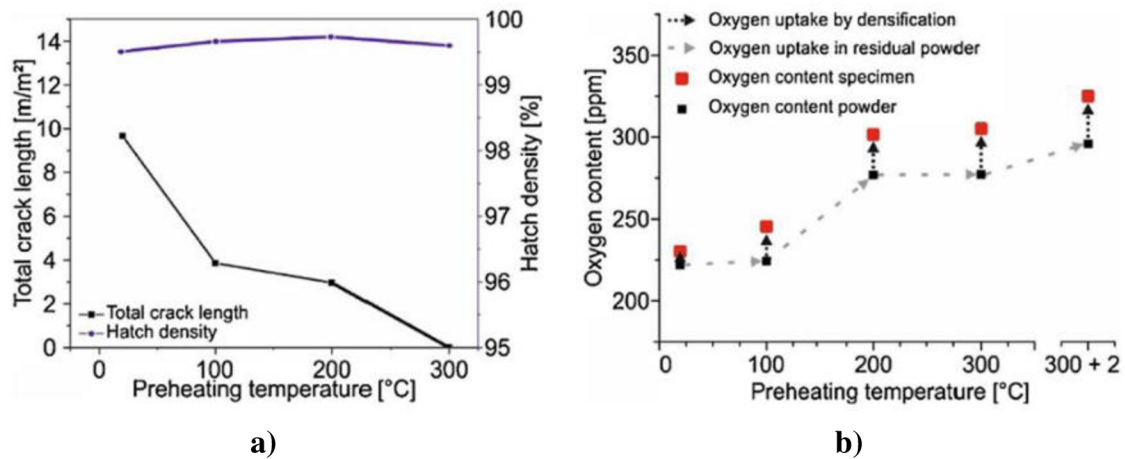 14
12
10
8
6
4
2
0
Total crack length [m/m²]
100
99
98
97
96
95
Hatch density [%]
Total crack length
Hatch density
0 100 200 300
Preheating temperature [°C]
a)
Oxygen uptake by densification
Oxygen uptake in residual powder
Oxygen content specimen
Oxygen content powder
350
300
250
200
Oxygen content [ppm]
0 100 200 300 300 + 2
Preheating temperature [°C]
b)